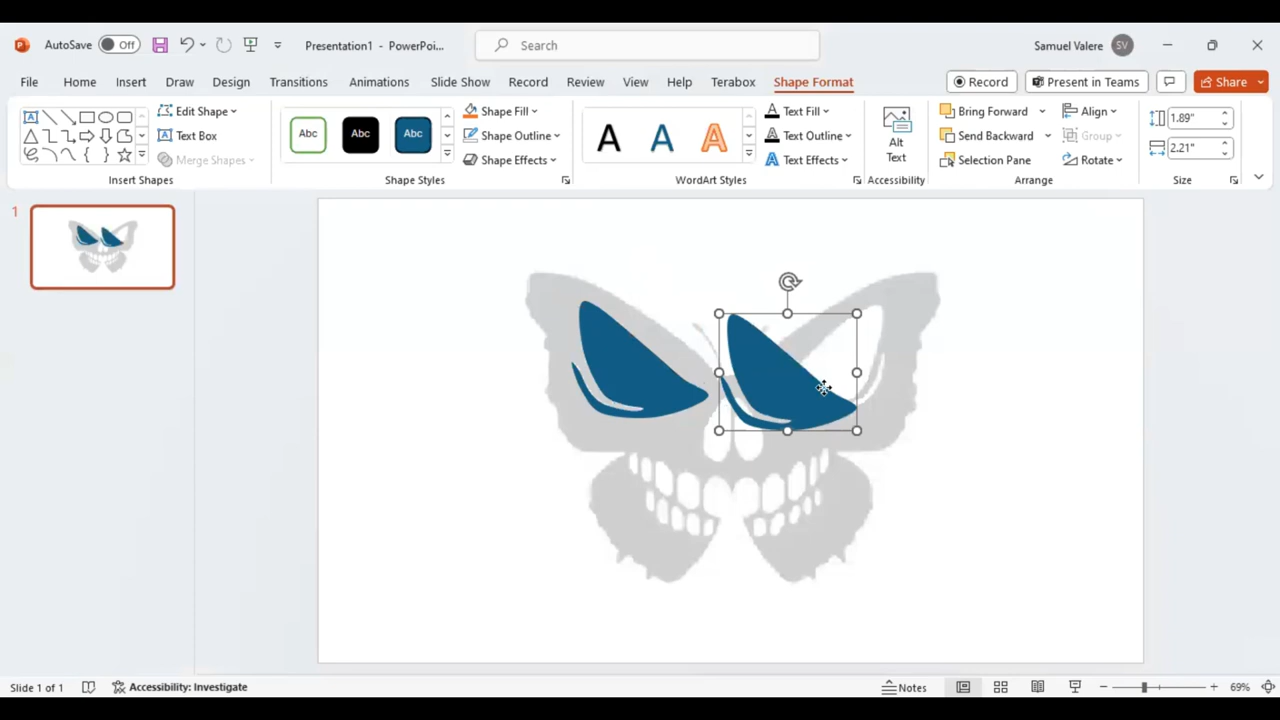 AutoSave Off Presentation1 - PowerPoi... Search Samuel Valere SV
File Home Insert Draw Design Transitions Animations Slide Show Record Review View Help Terabox Shape Format Record Present in Teams Share
Edit Shape
Text Box
Merge Shapes
Insert Shapes
Abc Abc Abc
Shape Fill
Shape Outline
Shape Effects
Shape Styles
A A A
Text Fill
Text Outline
Text Effects
WordArt Styles
Alt
Text
Accessibility
Bring Forward
Send Backward
Selection Pane
Align
Group
Rotate
Arrange
1.89"
2.21"
Size
1
Slide 1 of 1 Accessibility: Investigate Notes 69%